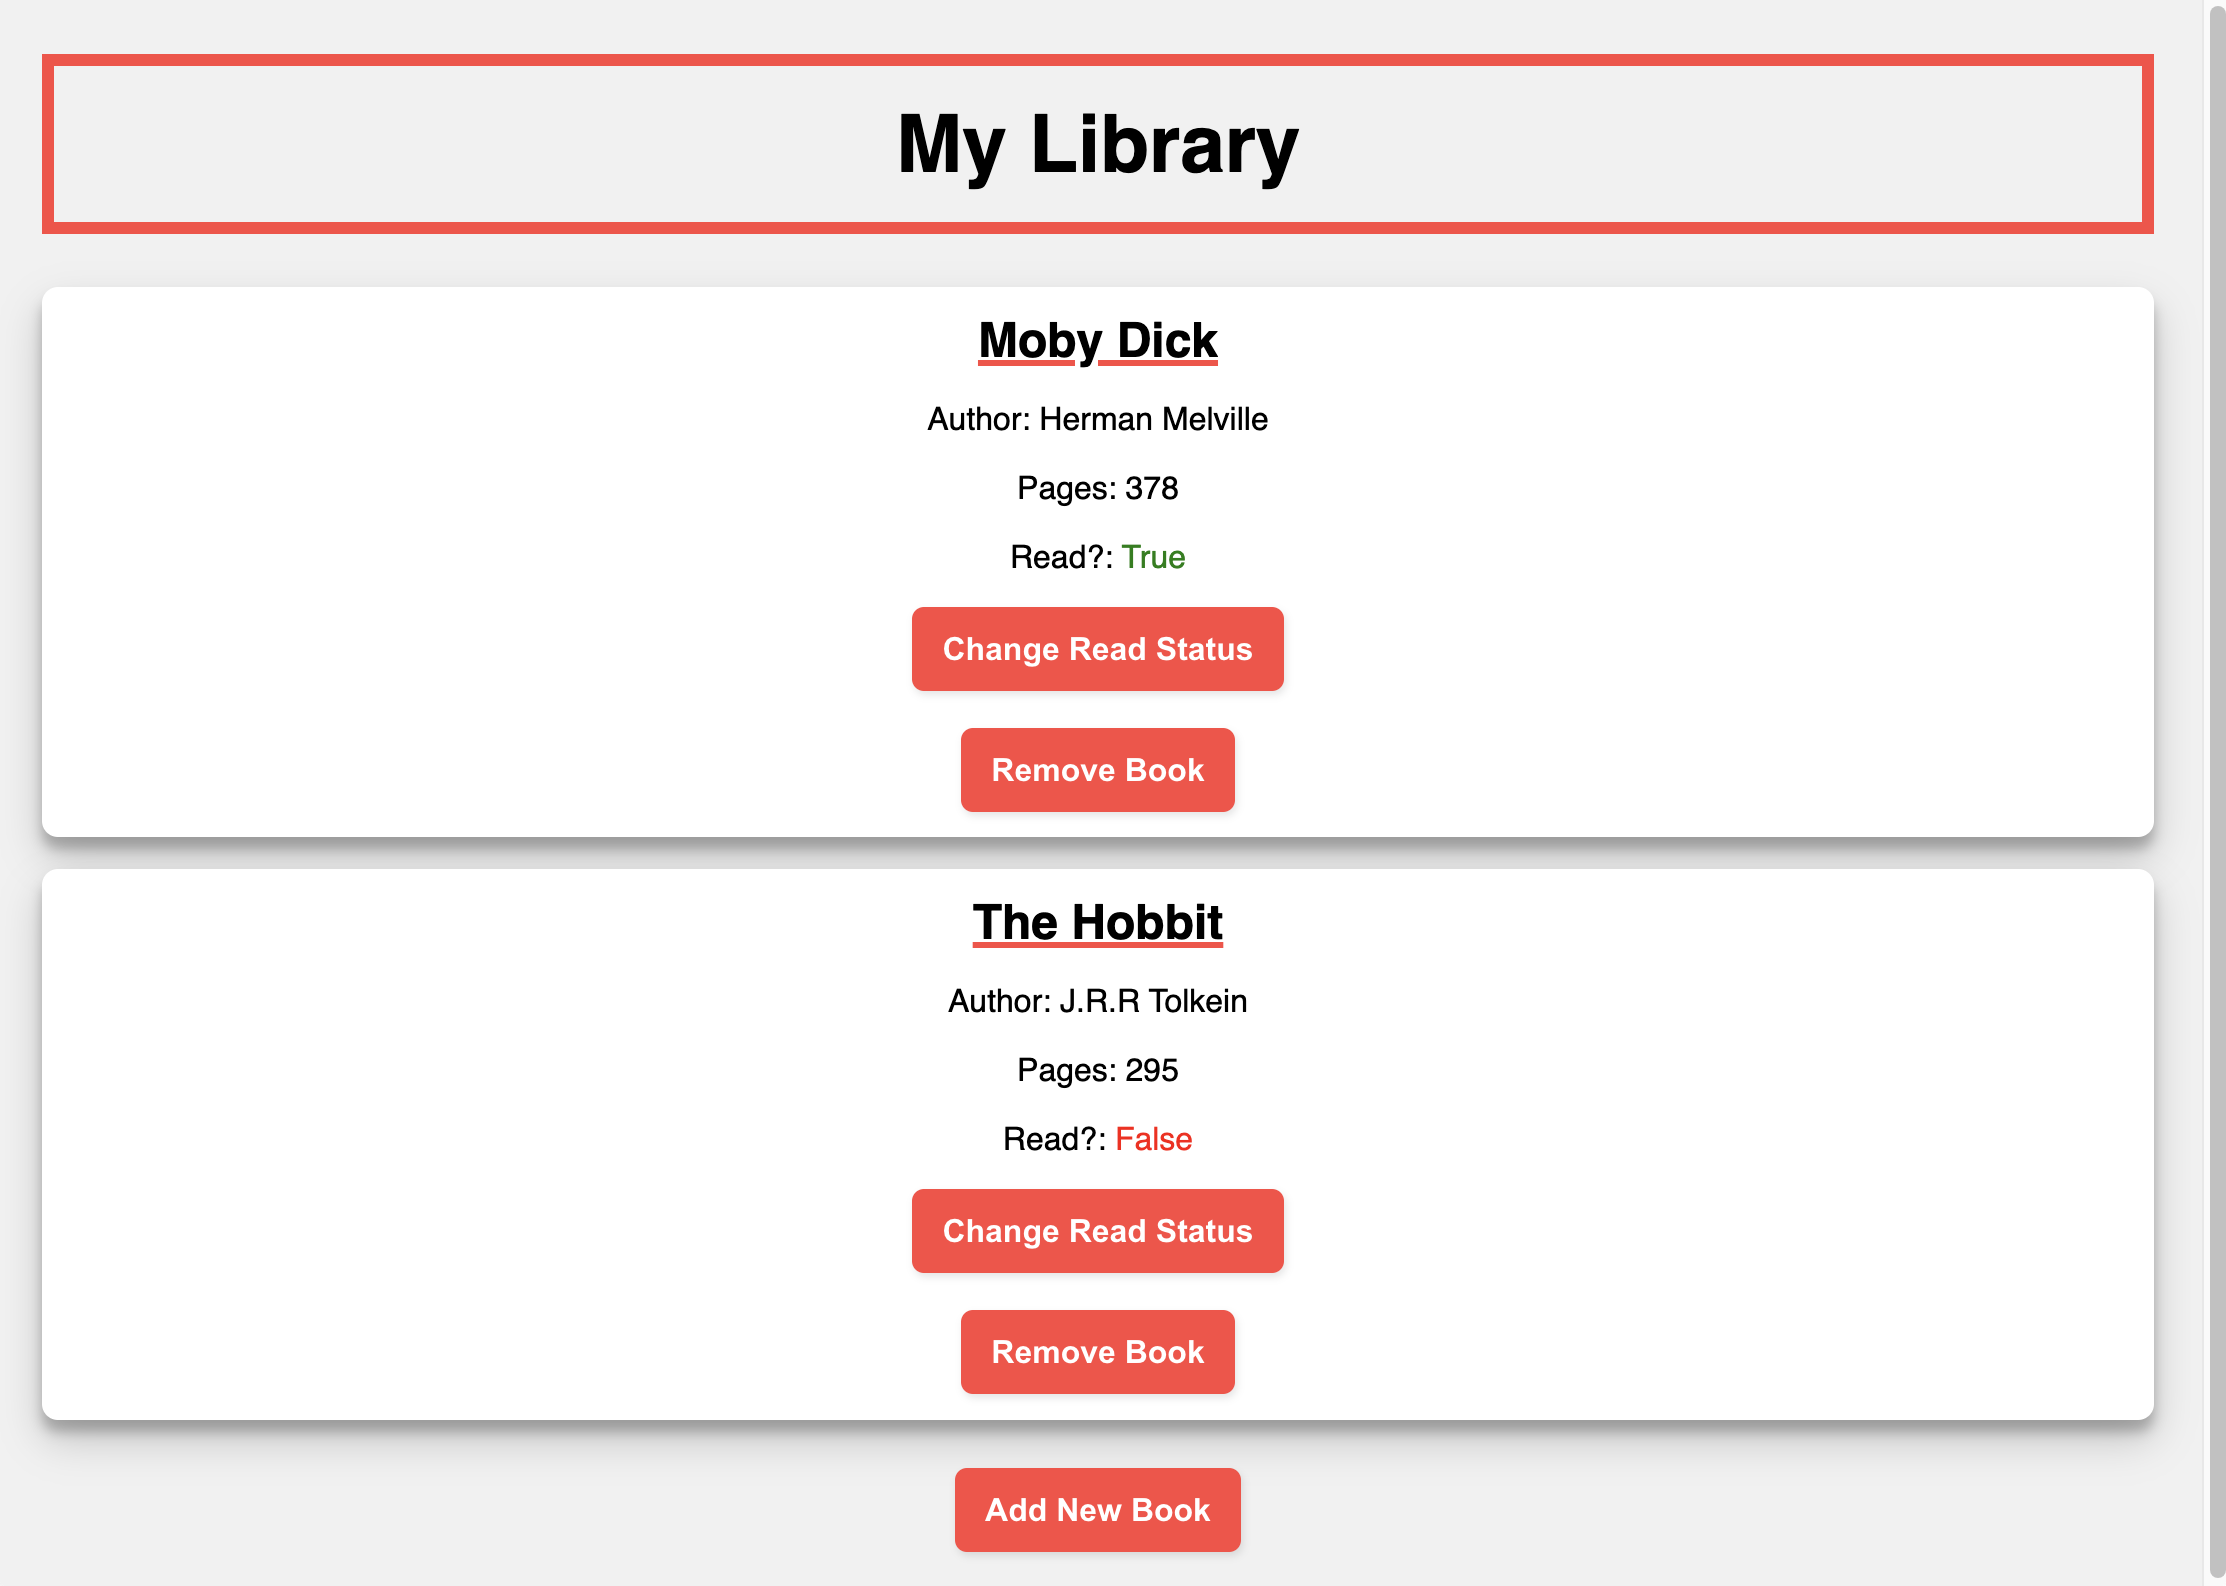 My Library
Moby Dick
Author: Herman Melville
Pages: 378
Read?: True
Change Read Status
Remove Book
The Hobbit
Author: J.R.R Tolkein
Pages: 295
Read?: False
Change Read Status
Remove Book
Add New Book